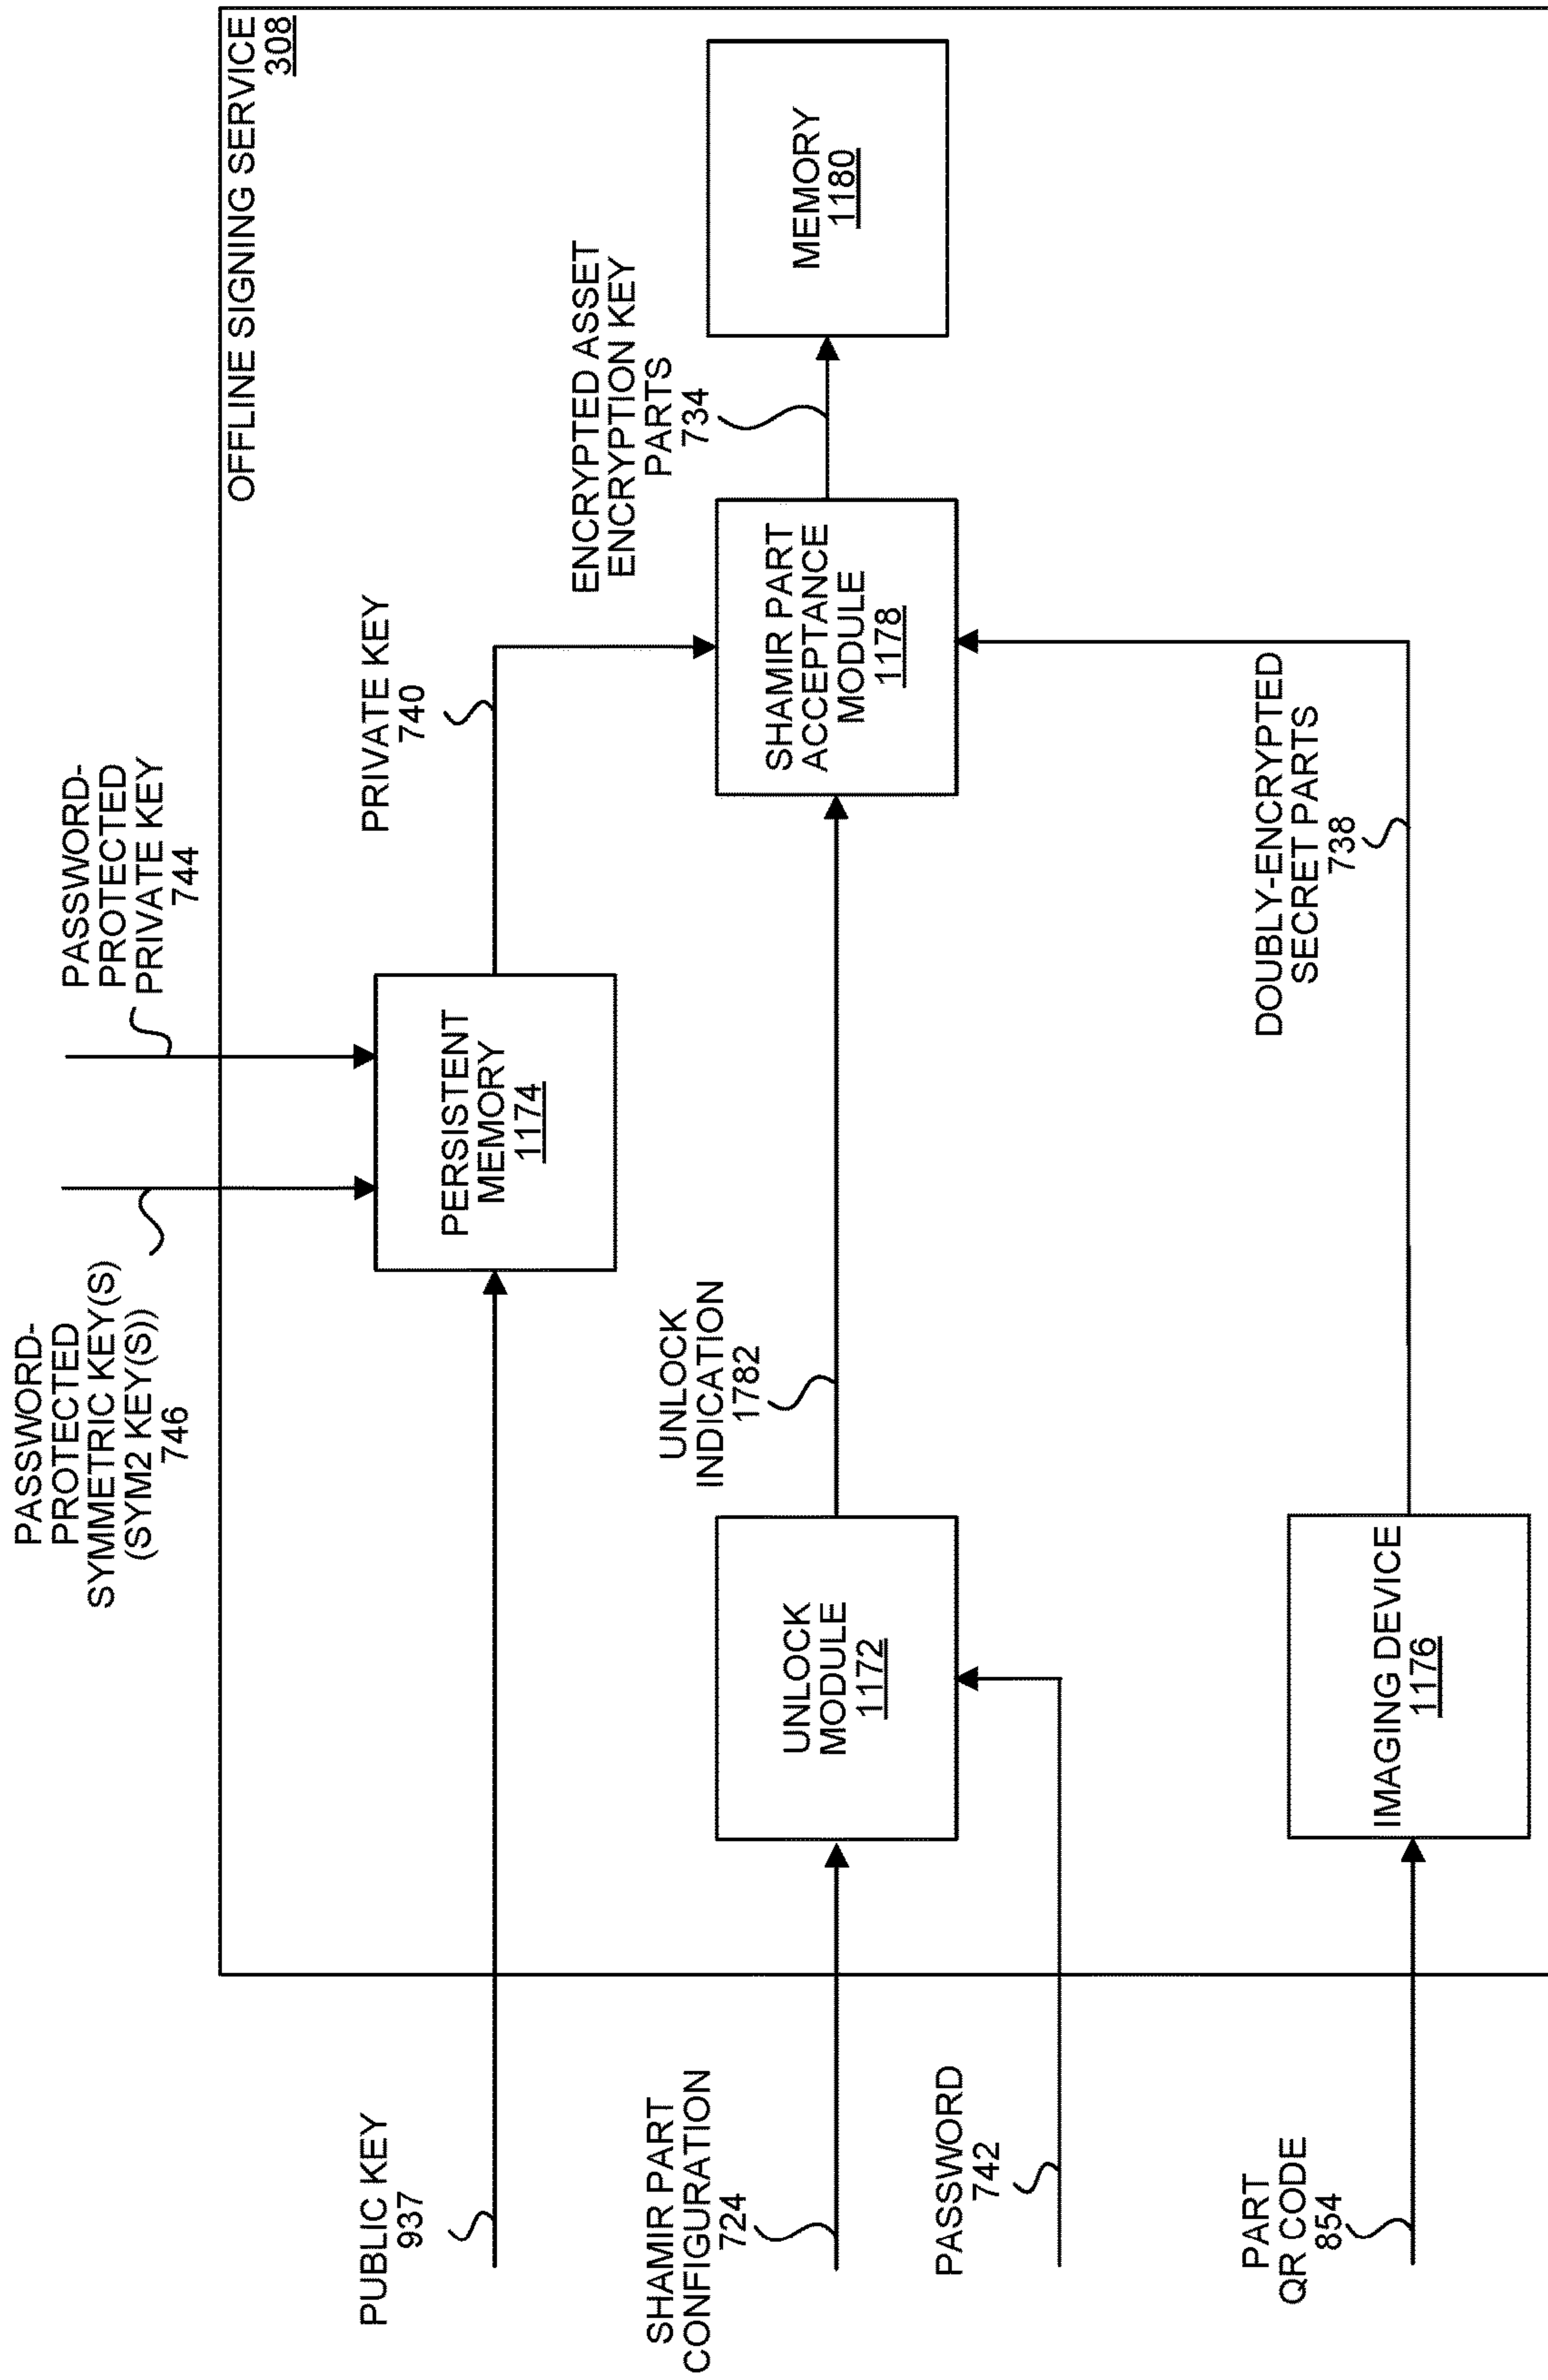 OFFLINE SIGNING SERVICE
308
PASSWORD-
PROTECTED
SYMMETRIC KEY(S)
(SYM2 KEY(S))
746
PASSWORD-
PROTECTED
PRIVATE KEY
744
PUBLIC KEY
937
PERSISTENT
MEMORY
1174
PRIVATE KEY
740
ENCRYPTED ASSET
ENCRYPTION KEY
PARTS
734
SHAMIR PART
CONFIGURATION
724
UNLOCK
MODULE
1172
UNLOCK
INDICATION
1782
SHAMIR PART
ACCEPTANCE
MODULE
1178
MEMORY
1180
PASSWORD
742
PART
QR CODE
854
IMAGING DEVICE
1176
DOUBLY-ENCRYPTED
SECRET PARTS
738